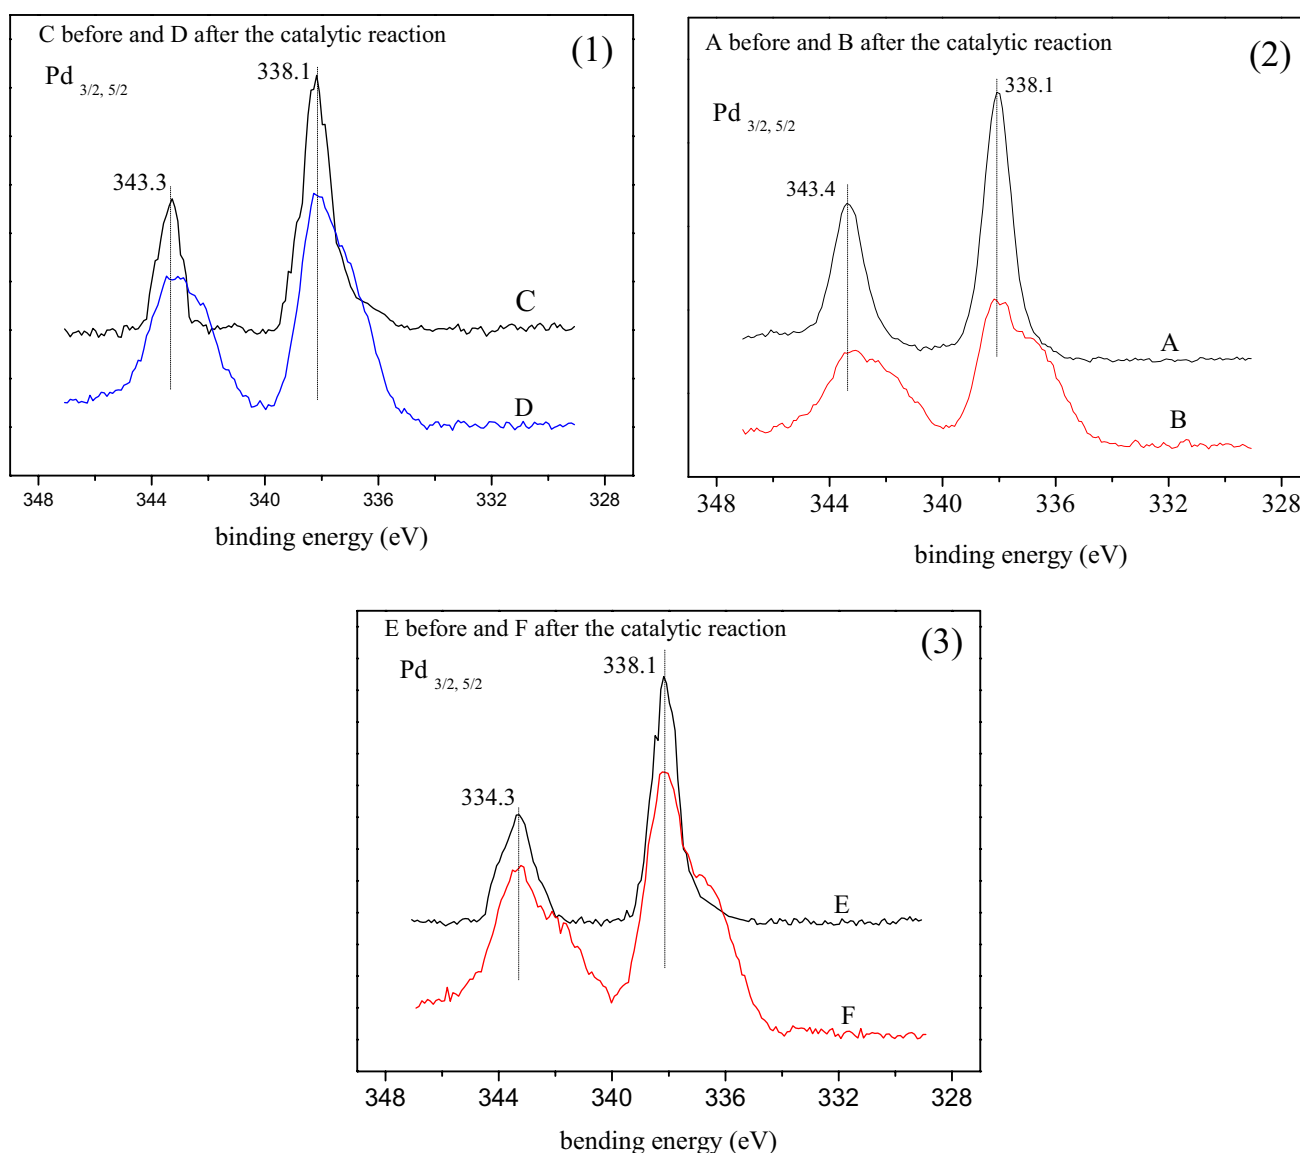 C before and D after the catalytic reaction
(1)
Pd 3/2, 5/2
338.1
343.3
C
D
348 344 340 336 332 328
binding energy (eV)
A before and B after the catalytic reaction
(2)
Pd 3/2, 5/2
338.1
343.4
A
B
348 344 340 336 332 328
binding energy (eV)
E before and F after the catalytic reaction
(3)
Pd 3/2, 5/2
338.1
334.3
E
F
348 344 340 336 332 328
bending energy (eV)